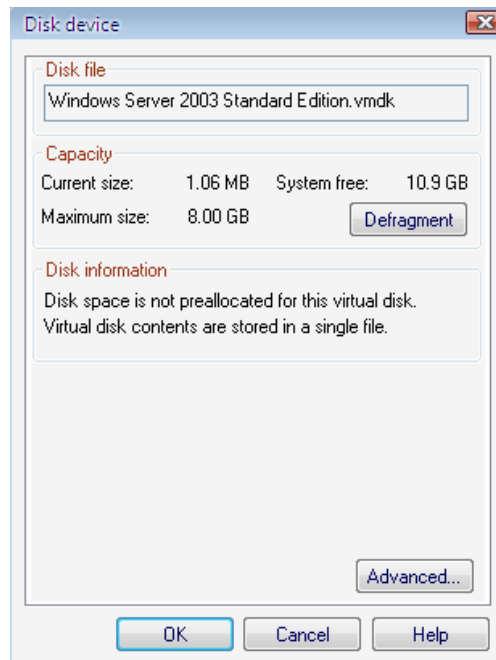 Disk device
Disk file
Windows Server 2003 Standard Edition.vmdk
Capacity
Current size: 1.06 MB System free: 10.9 GB
Maximum size: 8.00 GB Defragment
Disk information
Disk space is not preallocated for this virtual disk.
Virtual disk contents are stored in a single file.
Advanced...
OK Cancel Help